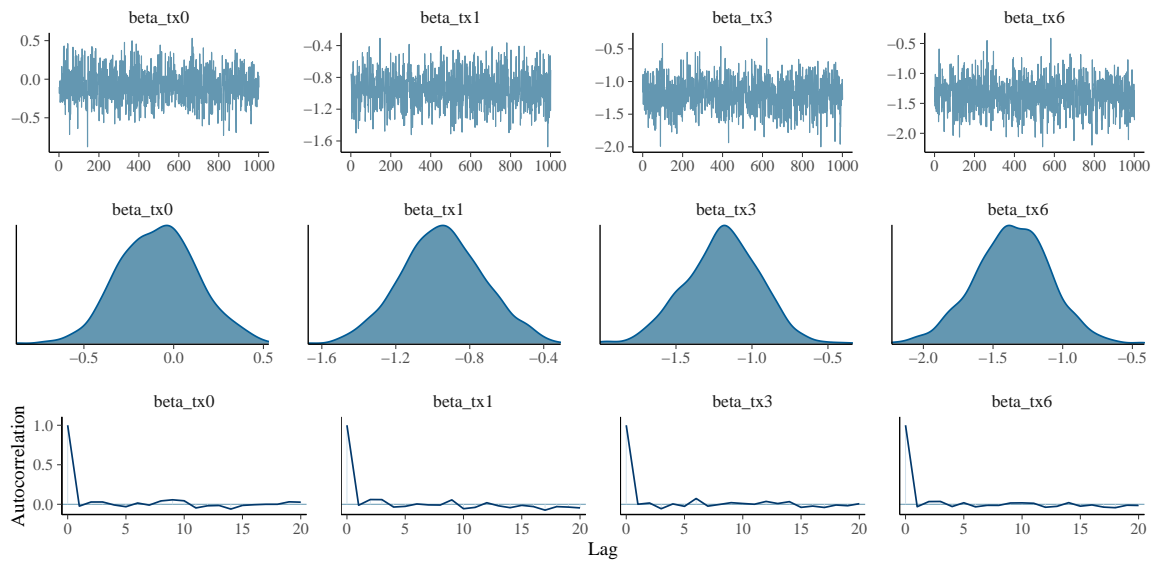 beta_tx0 beta_tx1 beta_tx3 beta_tx6
0.5 0.0 −0.5
−0.4 −0.8 −1.2 −1.6
−0.5 −1.0 −1.5 −2.0
−0.5 −1.0 −1.5 −2.0
0 200 400 600 800 1000 0 200 400 600 800 1000 0 200 400 600 800 1000 0 200 400 600 800 1000
beta_tx0 beta_tx1 beta_tx3 beta_tx6
−0.5 0.0 0.5 −1.6 −1.2 −0.8 −0.4 −1.5 −1.0 −0.5 −2.0 −1.5 −1.0 −0.5
beta_tx0 beta_tx1 beta_tx3 beta_tx6
Autocorrelation
1.0
0.5
0.0
0 5 10 15 20 0 5 10 15 20 0 5 10 15 20 0 5 10 15 20
Lag